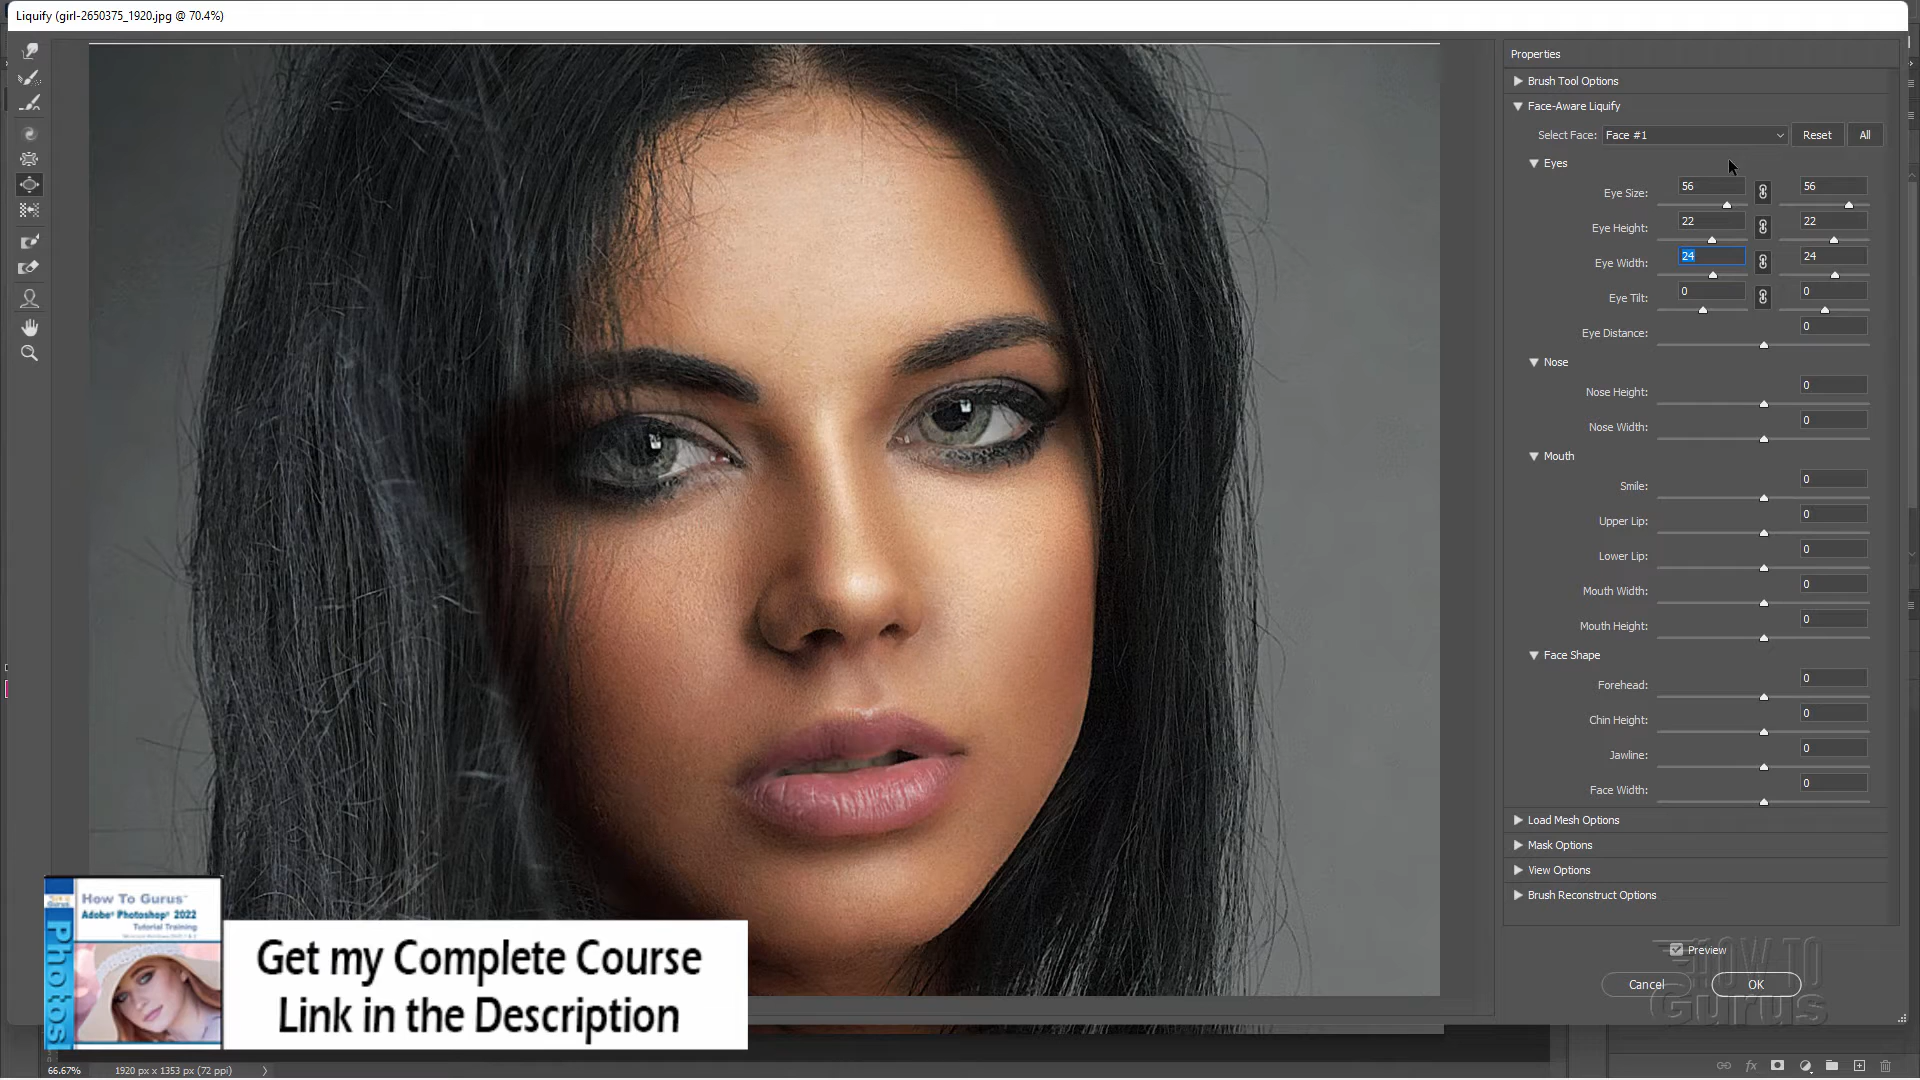 Liquify (girl-2650375_1920.jpg @ 70.4%)
Properties
Brush Tool Options
Face-Aware Liquify
Select Face: Face #1 Reset All
Eyes
Eye Size: 56 56
Eye Height: 22 22
Eye Width: 24 24
Eye Tilt: 0 0
Eye Distance: 0
Nose
Nose Height: 0
Nose Width: 0
Mouth
Smile: 0
Upper Lip: 0
Lower Lip: 0
Mouth Width: 0
Mouth Height: 0
Face Shape
Forehead: 0
Chin Height: 0
Jawline: 0
Face Width: 0
Load Mesh Options
Mask Options
View Options
Brush Reconstruct Options
Preview
Cancel OK
HOW TO
Gurus
How To Gurus™
Adobe® Photoshop® 2022
Tutorial Training
Photos
Get my Complete Course
Link in the Description
66.67% 1920 px x 1353 px (72 ppi)
fx